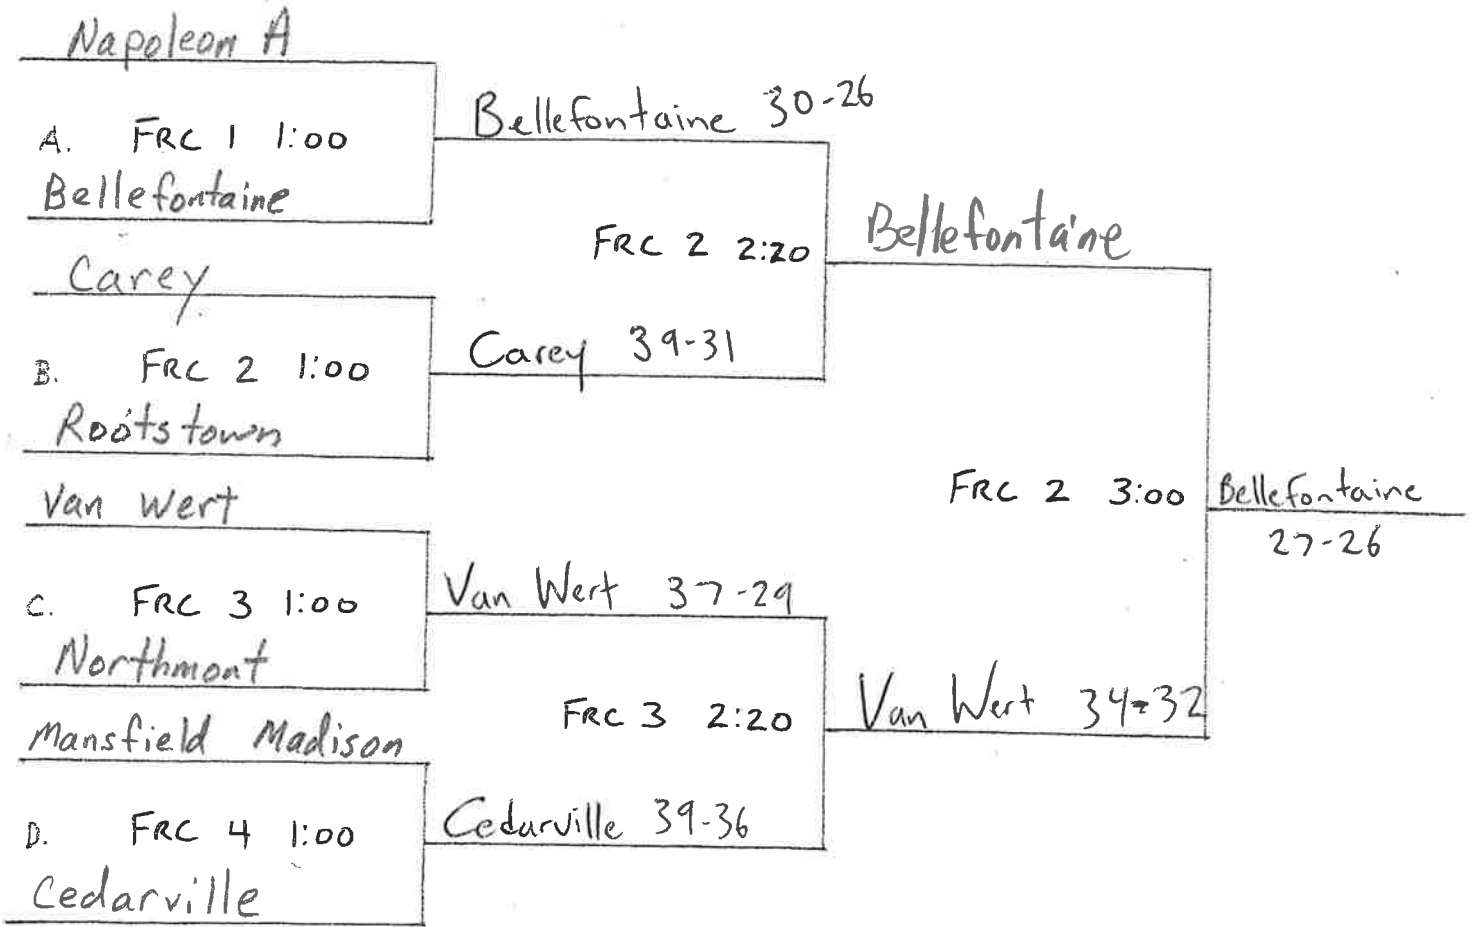 Napoleon A
Bellefontaine 30-26
A. FRC 1 1:00
Bellefontaine
FRC 2 2:20
Bellefontaine
Carey
Carey 39-31
B. FRC 2 1:00
Rootstown
Van Wert
FRC 2 3:00
Bellefontaine
27-26
Van Wert 37-29
C. FRC 3 1:00
Northmont
FRC 3 2:20
Van Wert 34-32
Mansfield Madison
Cedarville 39-36
D. FRC 4 1:00
Cedarville